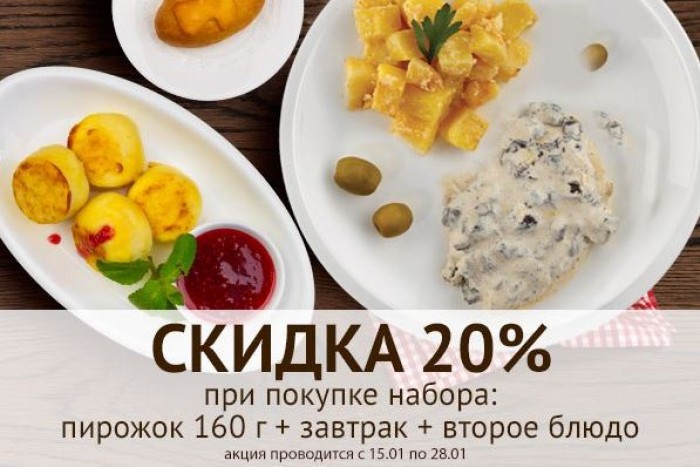 СКИДКА 20%
при покупке набора:
пирожок 160 г + завтрак + второе блюдо
акция проводится с 15.01 по 28.01